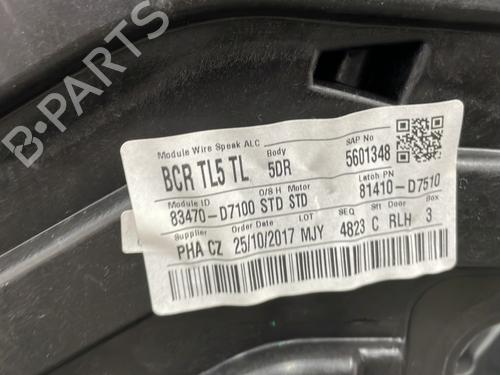 B-PARTS
Module Wire Speak ALC Body SAP No
BCR TL5 TL 5DR 5601348
Module ID O/S H Motor Latch PN
83470-D7100 STD STD 81410-D7510
Supplier Order Date LOT SEQ Sft Door Box
PHA CZ 25/10/2017 MJY 4823 C RLH 3